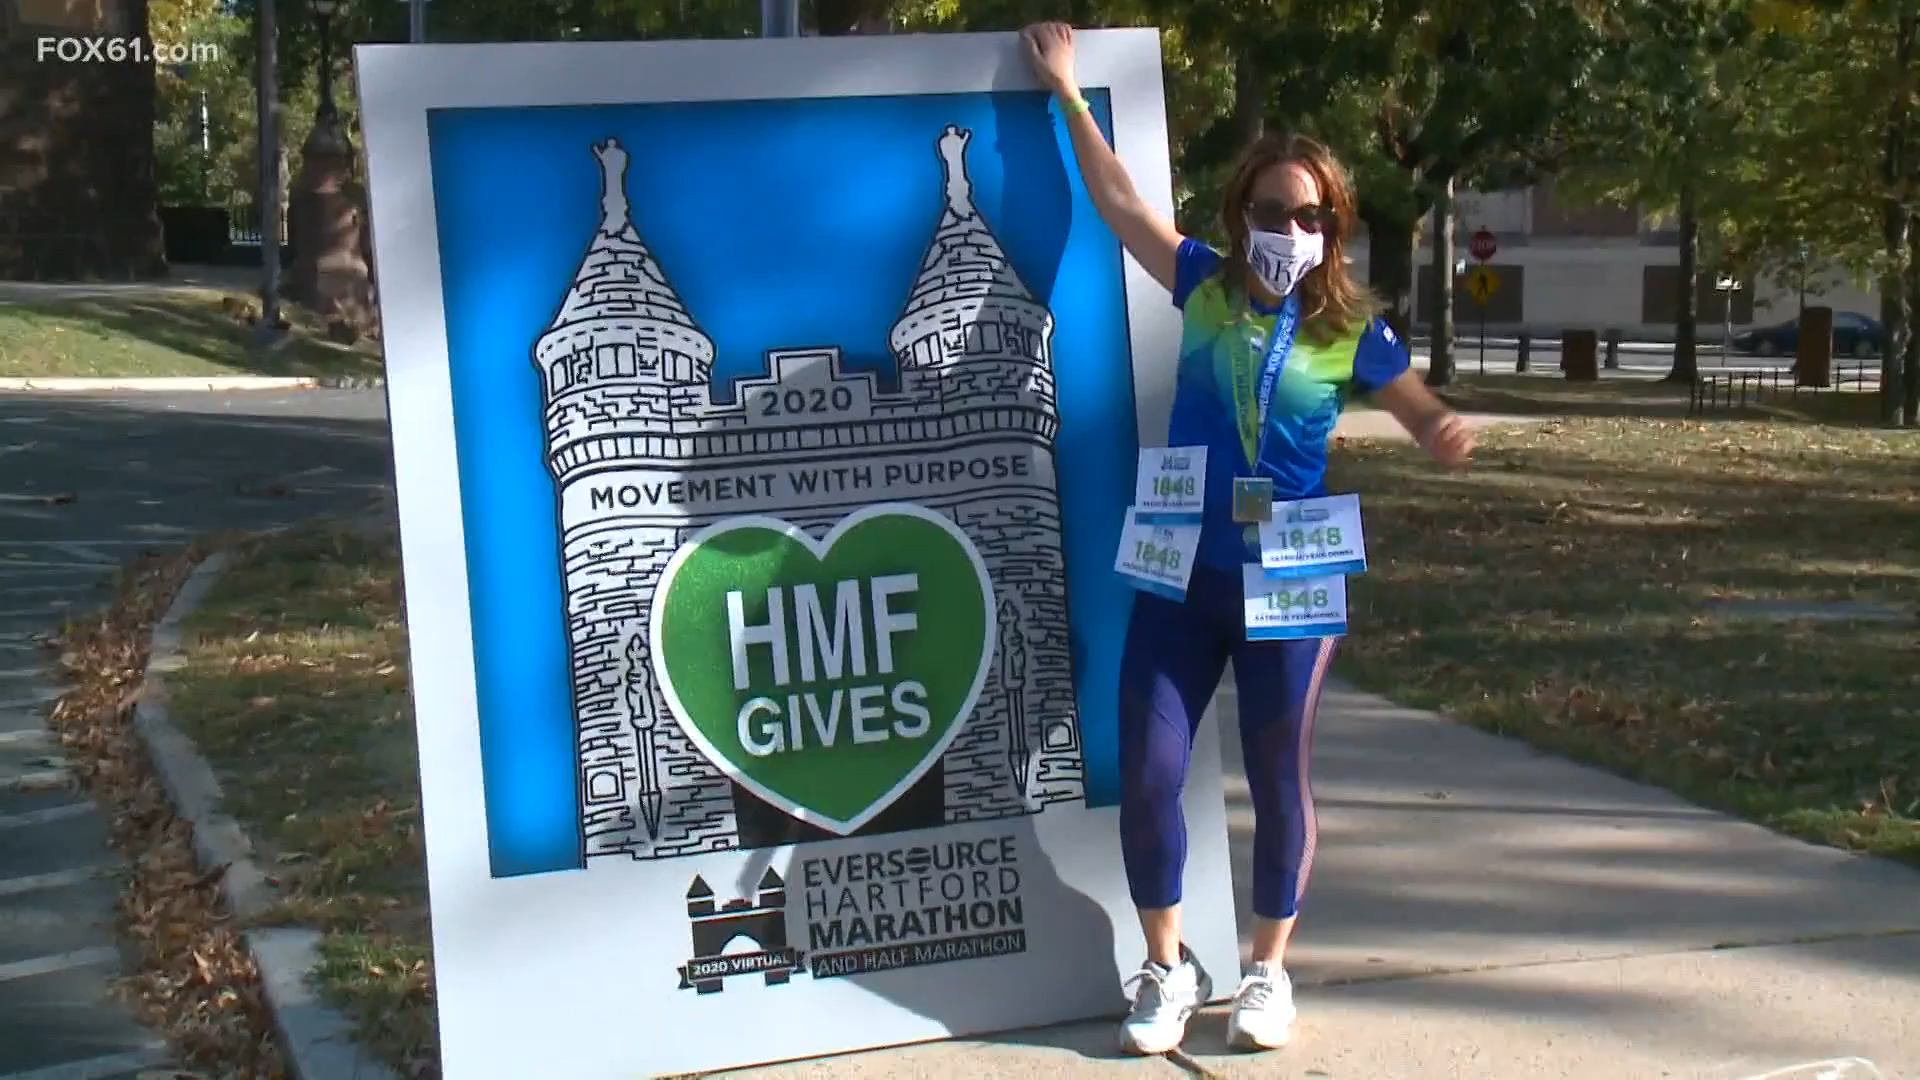 FOX61.com
2020
MOVEMENT WITH PURPOSE
HMF
GIVES
EVERSOURCE
HARTFORD
MARATHON
AND HALF MARATHON
2020 VIRTUAL
1848
1848
1848
1848
STOP